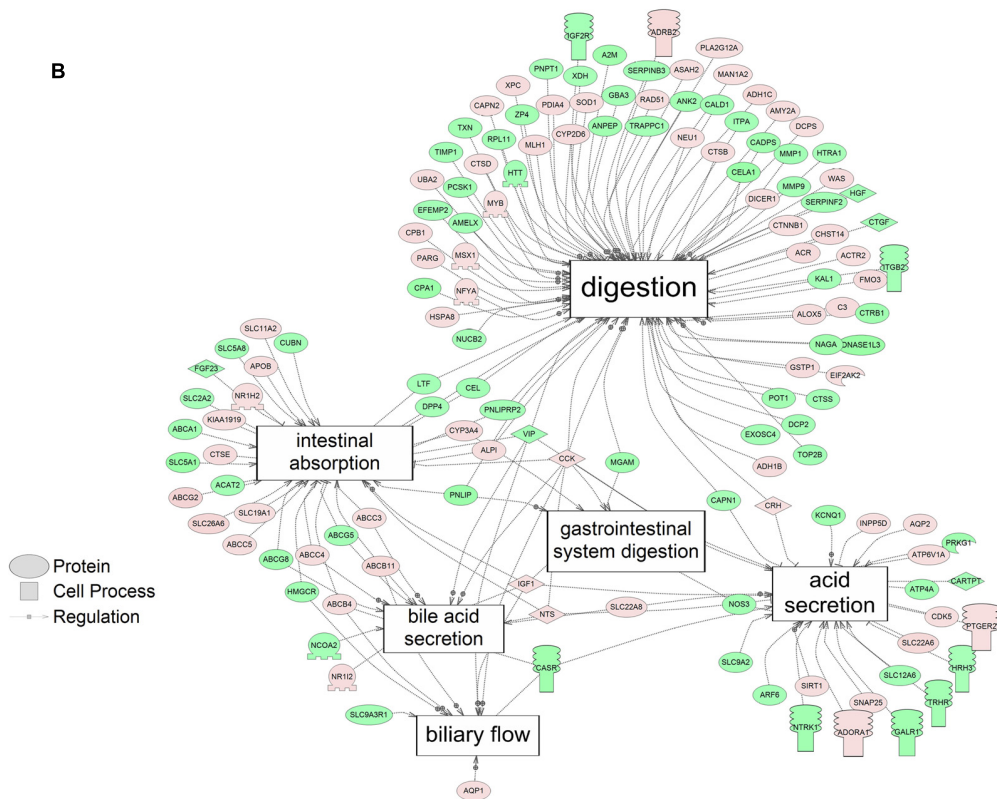 B
IGF2R
ADRB2
PLA2G12A
A2M
PNPT1
SERPINB3
ASAH2
MAN1A2
XDH
XPC
GBA3
ADH1C
CAPN2
PDIA4
SOD1
RAD51
ANK2
CALD1
AMY2A
ZP4
TXN
CYP2D6
ANPEP
TRAPPC1
ITPA
DCPS
RPL11
MLH1
NEU1
CADPS
TIMP1
CTSB
MMP1
HTRA1
CTSD
HTT
CELA1
UBA2
PCSK1
MMP9
WAS
HGF
MYB
DICER1
SERPINF2
EFEMP2
AMELX
CTNNB1
CTGF
CPB1
CHST14
PARG
MSX1
ACR
ACTR2
ITGB2
CPA1
NFYA
digestion
KAL1
FMO3
HSPA8
ALOX5
C3
CTRB1
NUCB2
NAGA
DNASE1L3
SLC11A2
CUBN
GSTP1
EIF2AK2
SLC5A8
APOB
FGF23
LTF
CEL
POT1
CTSS
SLC2A2
NR1H2
DPP4
PNLIPRP2
DCP2
KIAA1919
CYP3A4
VIP
EXOSC4
ABCA1
intestinal
absorption
ALPI
CCK
TOP2B
CTSE
MGAM
ADH1B
SLC5A1
ACAT2
PNLIP
CAPN1
CRH
ABCG2
SLC26A6
SLC19A1
ABCC3
KCNQ1
INPP5D
AQP2
ABCC5
ABCG5
gastrointestinal
system digestion
PRKG1
ABCG8
ABCC4
ABCB11
ATP6V1A
Protein
IGF1
acid
secretion
CARTPT
Cell Process
HMGCR
ABCB4
NTS
SLC22A8
NOS3
ATP4A
Regulation
bile acid
secretion
CDK5
PTGER2
NCOA2
SLC22A6
NR1I2
CASR
SLC9A2
HRH3
SIRT1
SLC12A6
TRHR
ARF6
SNAP25
SLC9A3R1
biliary flow
NTRK1
ADORA1
GALR1
AQP1